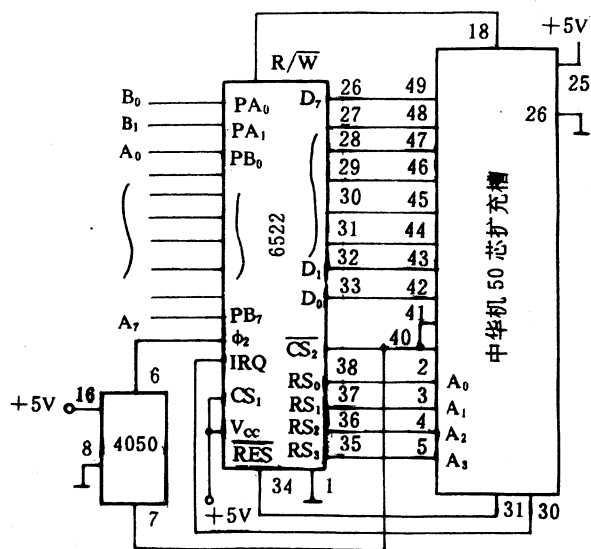 18
+5V
R/W̅
25
B₀
PA₀
D₇
26
49
B₁
PA₁
27
48
26
A₀
PB₀
28
47
29
46
30
45
6522
31
44
D₁
32
43
D₀
33
42
A₇
PB₇
41
φ₂
C̅S̅₂
40
6
IRQ
RS₀
38
2
A₀
16
+5V
CS₁
RS₁
37
3
A₁
8
4050
Vcc
RS₂
36
4
A₂
R̅E̅S̅
RS₃
35
5
A₃
7
+5V
34
1
31
30
中华机50芯扩充槽